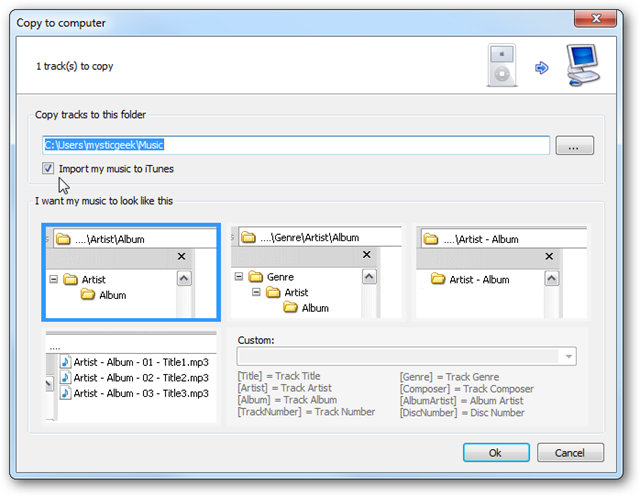 Copy to computer
1 track(s) to copy
Copy tracks to this folder
C:\Users\mysticgeek\Music
...
Import my music to iTunes
I want my music to look like this
....\Artist\Album
Artist
Album
....\Genre\Artist\Album
Genre
Artist
Album
....\Artist - Album
Artist - Album
....
Artist - Album - 01 - Title1.mp3
Artist - Album - 02 - Title2.mp3
Artist - Album - 03 - Title3.mp3
Custom:
[Title] = Track Title
[Artist] = Track Artist
[Album] = Track Album
[TrackNumber] = Track Number
[Genre] = Track Genre
[Composer] = Track Composer
[AlbumArtist] = Album Artist
[DiscNumber] = Disc Number
Ok
Cancel